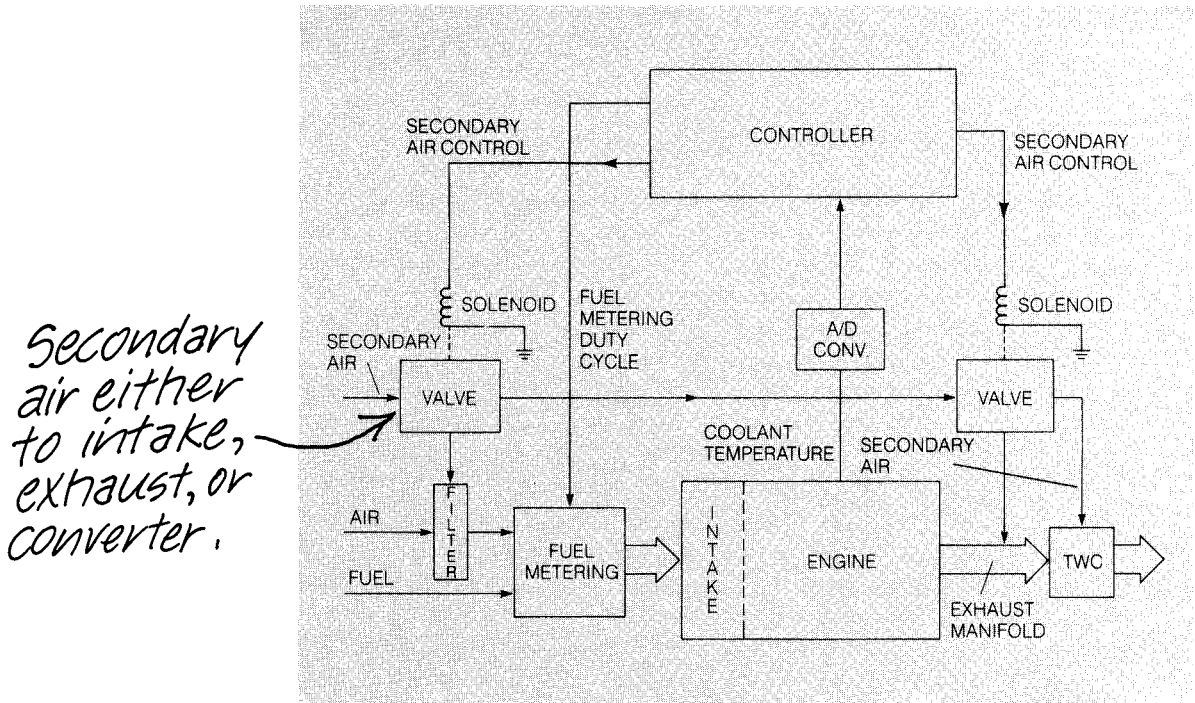 CONTROLLER
SECONDARY
AIR CONTROL
SECONDARY
AIR CONTROL
SOLENOID
FUEL
METERING
DUTY
CYCLE
A/D
CONV.
SOLENOID
Secondary
air either
to intake,
exhaust, or
converter.
SECONDARY
AIR
VALVE
VALVE
COOLANT
TEMPERATURE
SECONDARY
AIR
FILTER
AIR
FUEL
FUEL
METERING
INTAKE
ENGINE
TWC
EXHAUST
MANIFOLD